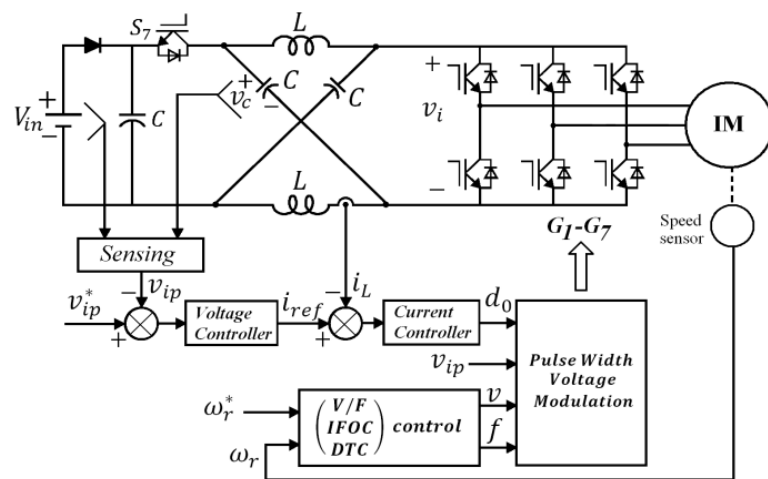 S7
L
C
C
+
vc
−
+
Vin
−
C
+
vi
−
IM
L
Speed
sensor
G1-G7
Sensing
− vip
iL
−
v*ip
+
Voltage
Controller
iref
+
Current
Controller
d0
vip
Pulse Width
Voltage
Modulation
ω*r
ωr
V/F
IFOC
DTC
control
v
f